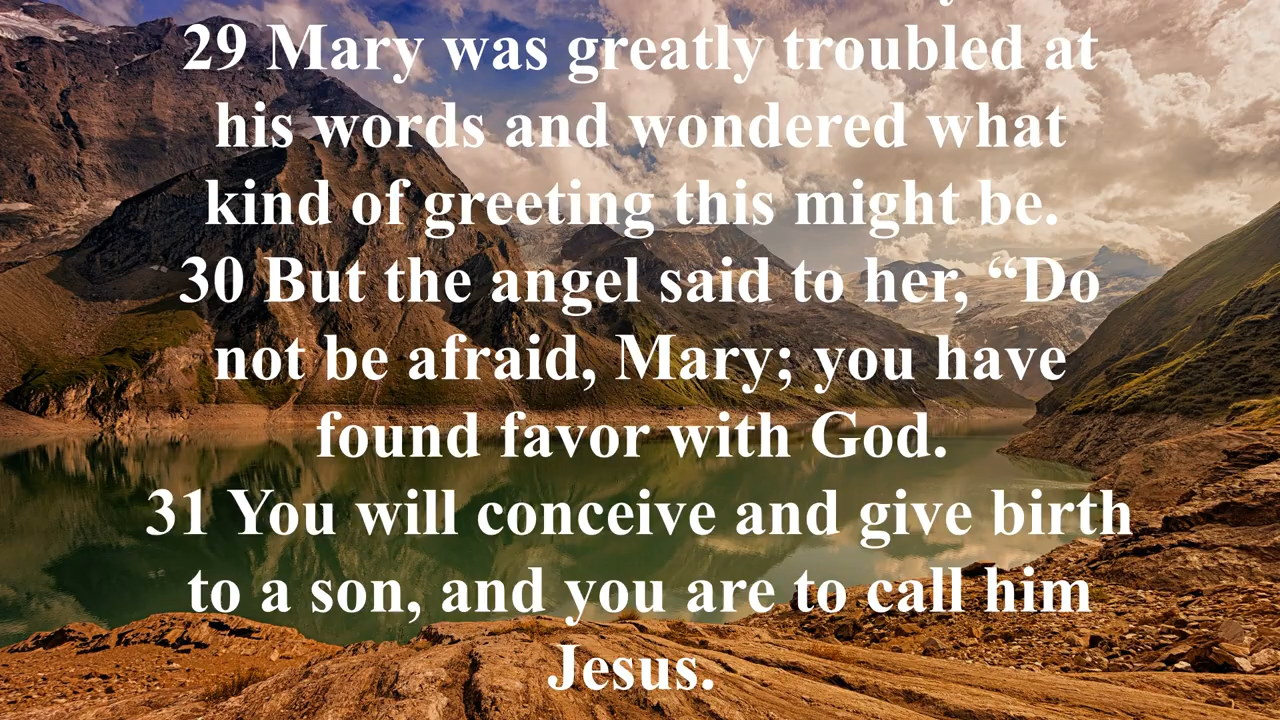 29 Mary was greatly troubled at
his words and wondered what
kind of greeting this might be.
30 But the angel said to her, “Do
not be afraid, Mary; you have
found favor with God.
31 You will conceive and give birth
to a son, and you are to call him
Jesus.